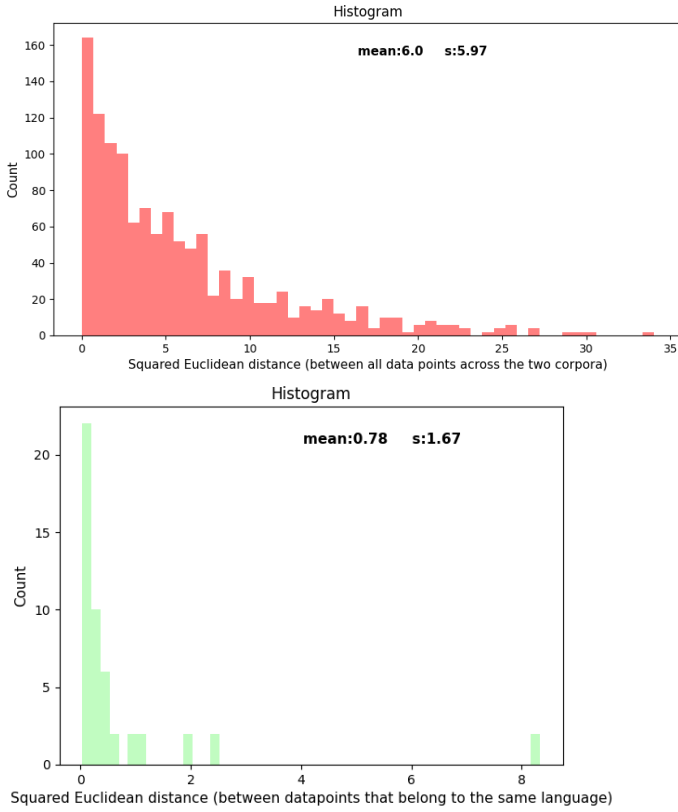 Histogram
mean:6.0 s:5.97
160
140
120
100
80
60
40
20
0
Count
0 5 10 15 20 25 30 35
Squared Euclidean distance (between all data points across the two corpora)
Histogram
mean:0.78 s:1.67
20
15
10
5
0
Count
0 2 4 6 8
Squared Euclidean distance (between datapoints that belong to the same language)